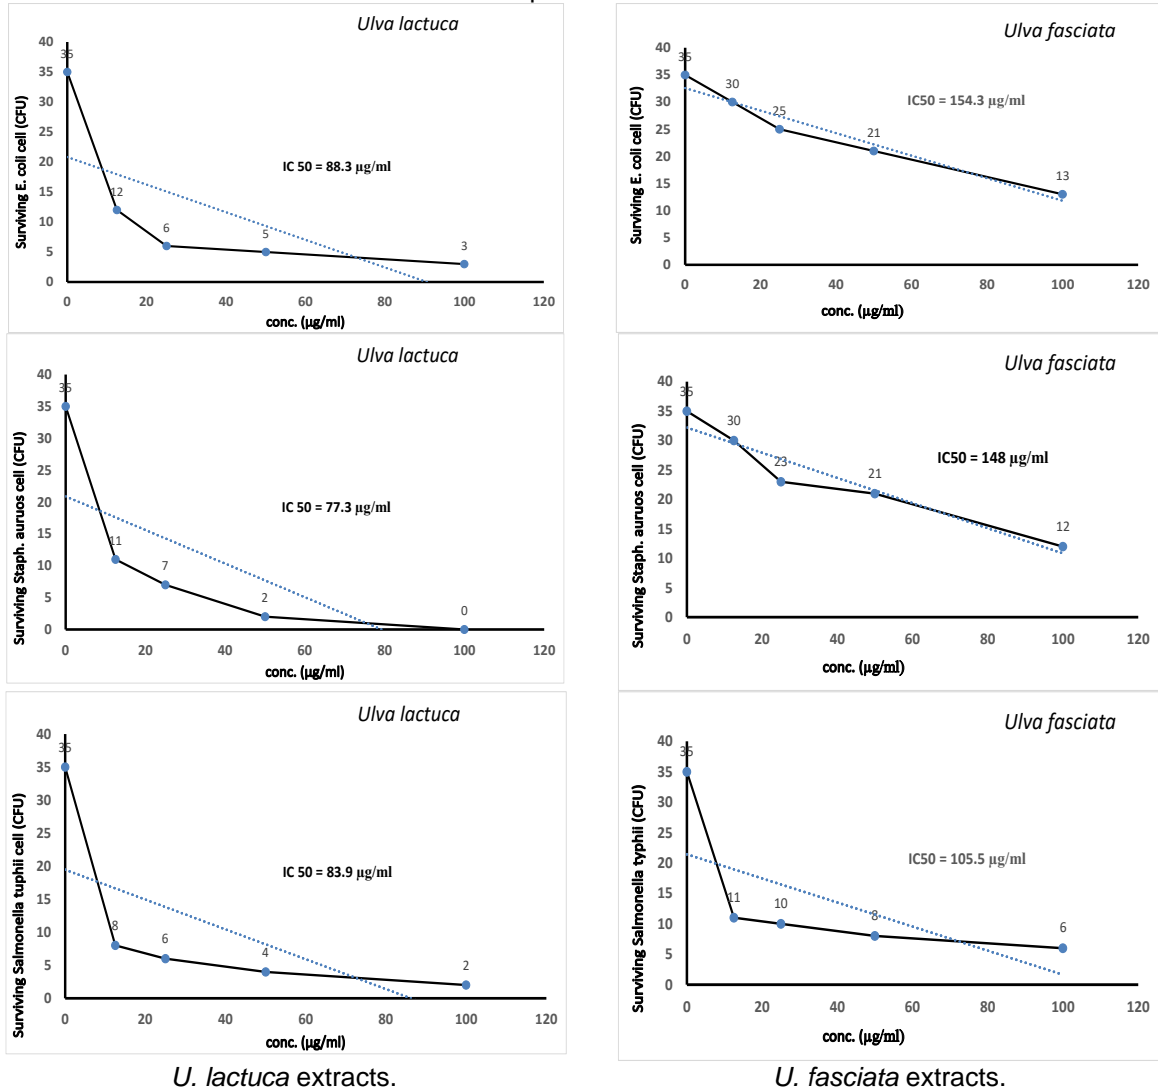 Ulva lactuca
40
35
30
25
20
15
10
5
0
35
12
6
5
3
IC 50 = 88.3 µg/ml
0 20 40 60 80 100 120
Surviving E. coli cell (CFU)
conc. (µg/ml)
Ulva fasciata
40
35
30
25
20
15
10
5
0
35
30
25
21
13
IC50 = 154.3 µg/ml
0 20 40 60 80 100 120
Surviving E. coli cell (CFU)
conc. (µg/ml)
Ulva lactuca
40
35
30
25
20
15
10
5
0
35
11
7
2
0
IC 50 = 77.3 µg/ml
0 20 40 60 80 100 120
Surviving Staph. auruos cell (CFU)
conc. (µg/ml)
Ulva fasciata
40
35
30
25
20
15
10
5
0
35
30
23
21
12
IC50 = 148 µg/ml
0 20 40 60 80 100 120
Surviving Staph. auruos cell (CFU)
conc. (µg/ml)
Ulva lactuca
40
35
30
25
20
15
10
5
0
35
8
6
4
2
IC 50 = 83.9 µg/ml
0 20 40 60 80 100 120
Surviving Salmonella tuphii cell (CFU)
conc. (µg/ml)
Ulva fasciata
40
35
30
25
20
15
10
5
0
35
11
10
8
6
IC50 = 105.5 µg/ml
0 20 40 60 80 100 120
Surviving Salmonella typhii (CFU)
conc. (µg/ml)
U. lactuca extracts.
U. fasciata extracts.